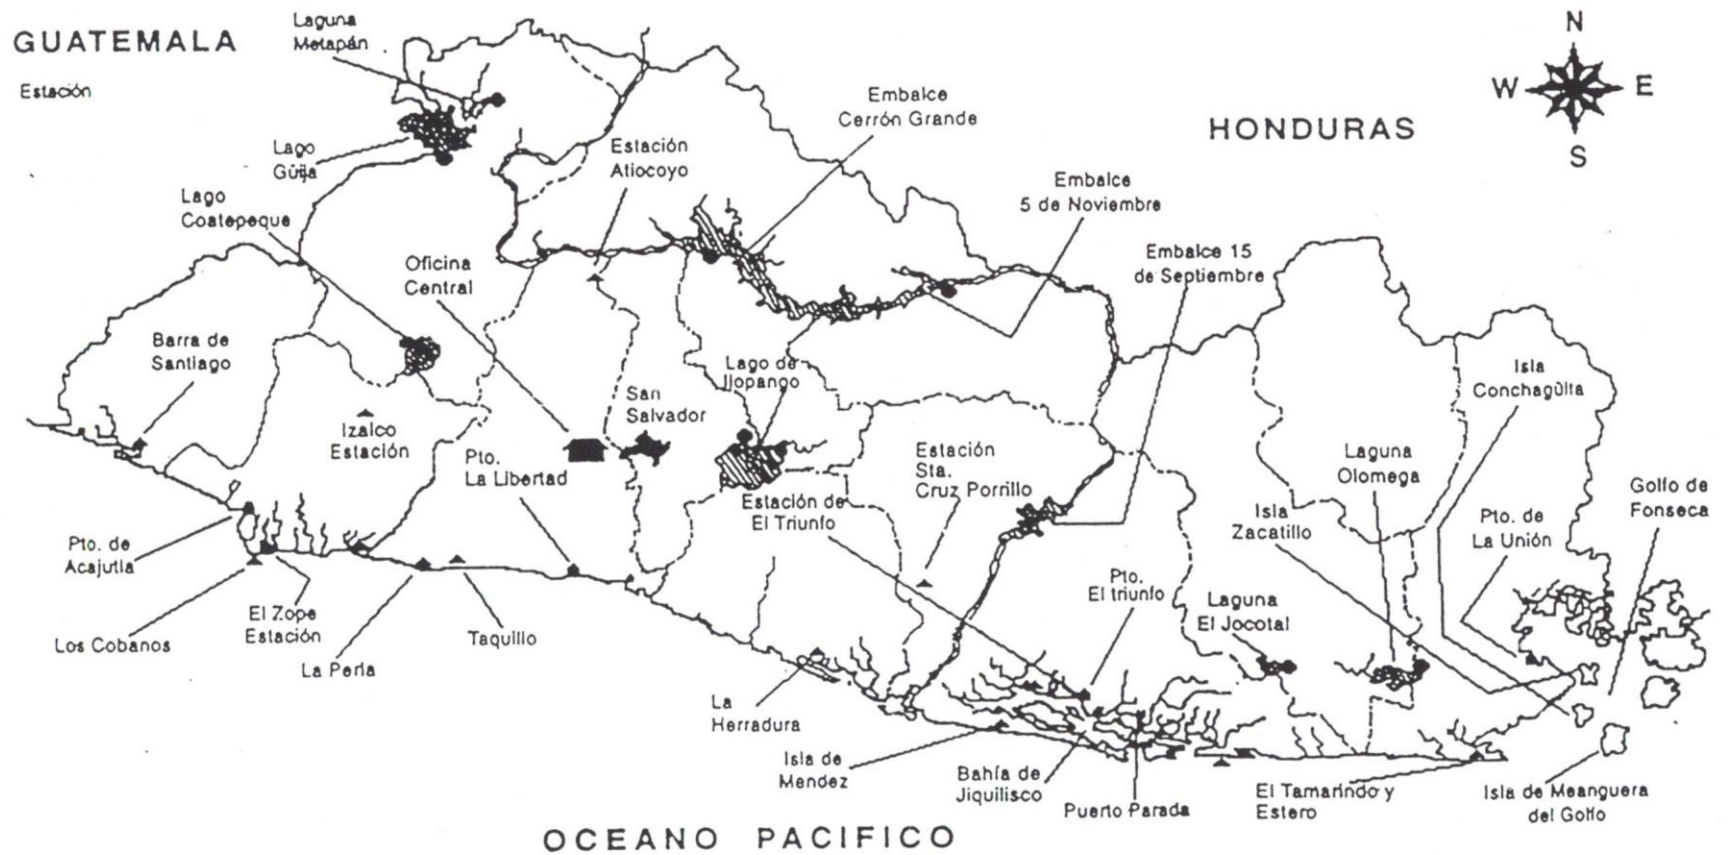 GUATEMALA
Estación
Laguna
Metapán
Lago
Güija
Lago
Coatepeque
Estación
Atiocoyo
Embalce
Cerrón Grande
HONDURAS
N
W
E
S
Embalce
5 de Noviembre
Embalce 15
de Septiembre
Oficina
Central
Barra de
Santiago
Izalco
Estación
Pto.
La Libertad
San
Salvador
Lago de
Ilopango
Estación de
El Triunfo
Estación
Sta.
Cruz Porrillo
Isla
Conchagüita
Laguna
Olomega
Isla
Zacatillo
Pto. de
La Unión
Golfo de
Fonseca
Pto. de
Acajutla
Los Cobanos
El Zope
Estación
La Perla
Taquillo
Pto.
El triunfo
Laguna
El Jocotal
La
Herradura
Isla de
Mendez
Bahía de
Jiquilisco
Puerto Parada
El Tamarindo y
Estero
Isla de Meanguera
del Golfo
OCEANO PACIFICO